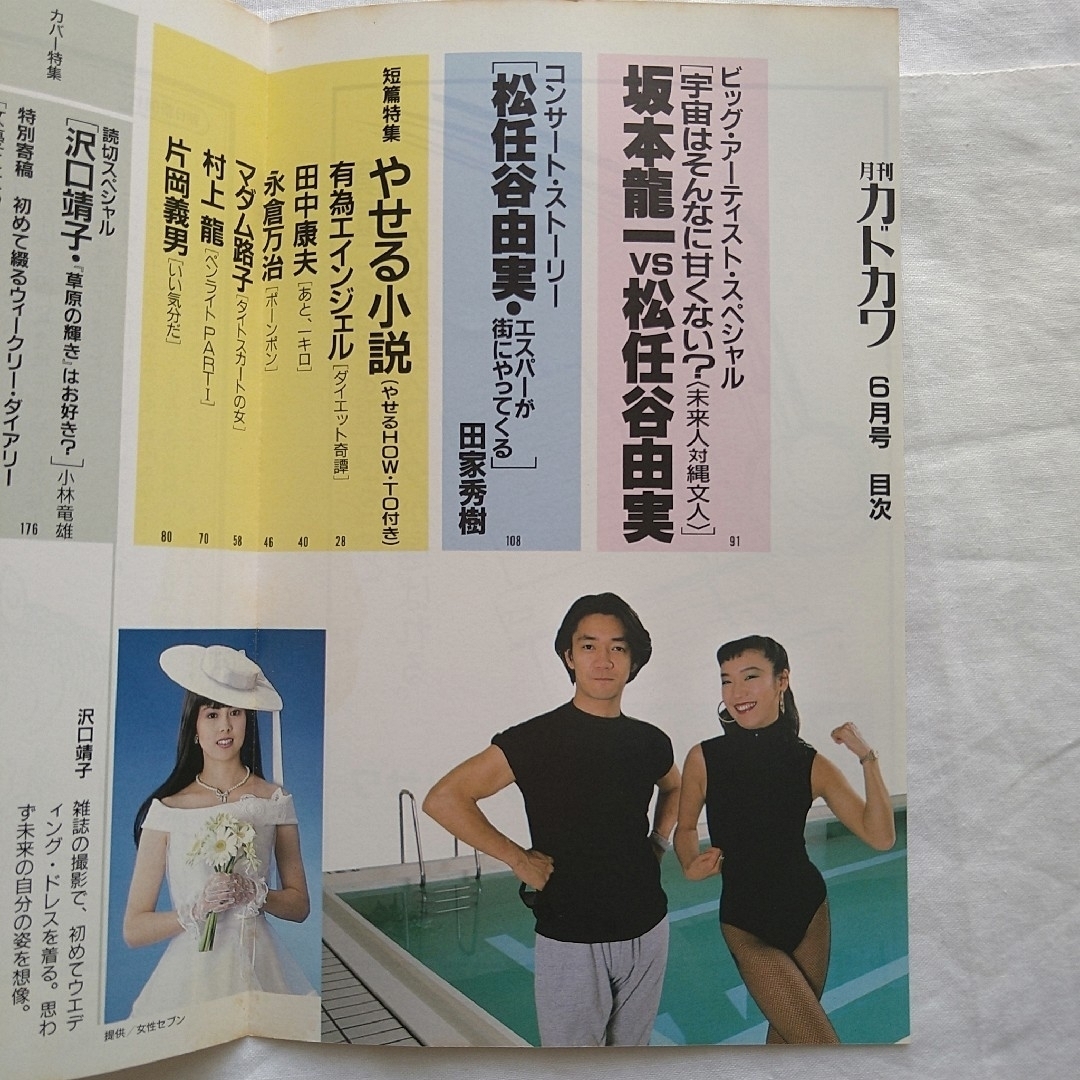 月刊カドカワ 6月号 目次
ビッグ・アーティスト・スペシャル
[宇宙はそんなに甘くない?〈未来人対縄文人〉]
坂本龍一VS松任谷由実
91
コンサート・ストーリー
[松任谷由実・エスパーが街にやってくる]
田家秀樹
108
短篇特集 やせる小説(やせるHOW・TO付き)
有為エインジェル[ダイエット奇譚]
28
田中康夫[あと、一キロ]
40
永倉万治[ボーンボン]
46
マダム路子[タイトスカートの女]
58
村上龍[ペンライトPARTⅠ]
70
片岡義男[いい気分だ]
80
カバー特集
読切スペシャル
[沢口靖子・『草原の輝き』はお好き?]小林竜雄
176
特別寄稿 初めて綴るウィークリー・ダイアリー
沢口靖子
雑誌の撮影で、初めてウエデ
ィング・ドレスを着る。思わ
ず未来の自分の姿を想像。
提供/女性セブン